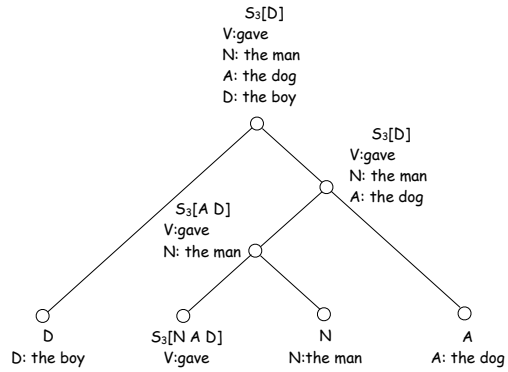 S₃[D]
V:gave
N: the man
A: the dog
D: the boy
S₃[D]
V:gave
N: the man
A: the dog
S₃[A D]
V:gave
N: the man
D
D: the boy
S₃[N A D]
V:gave
N
N:the man
A
A: the dog